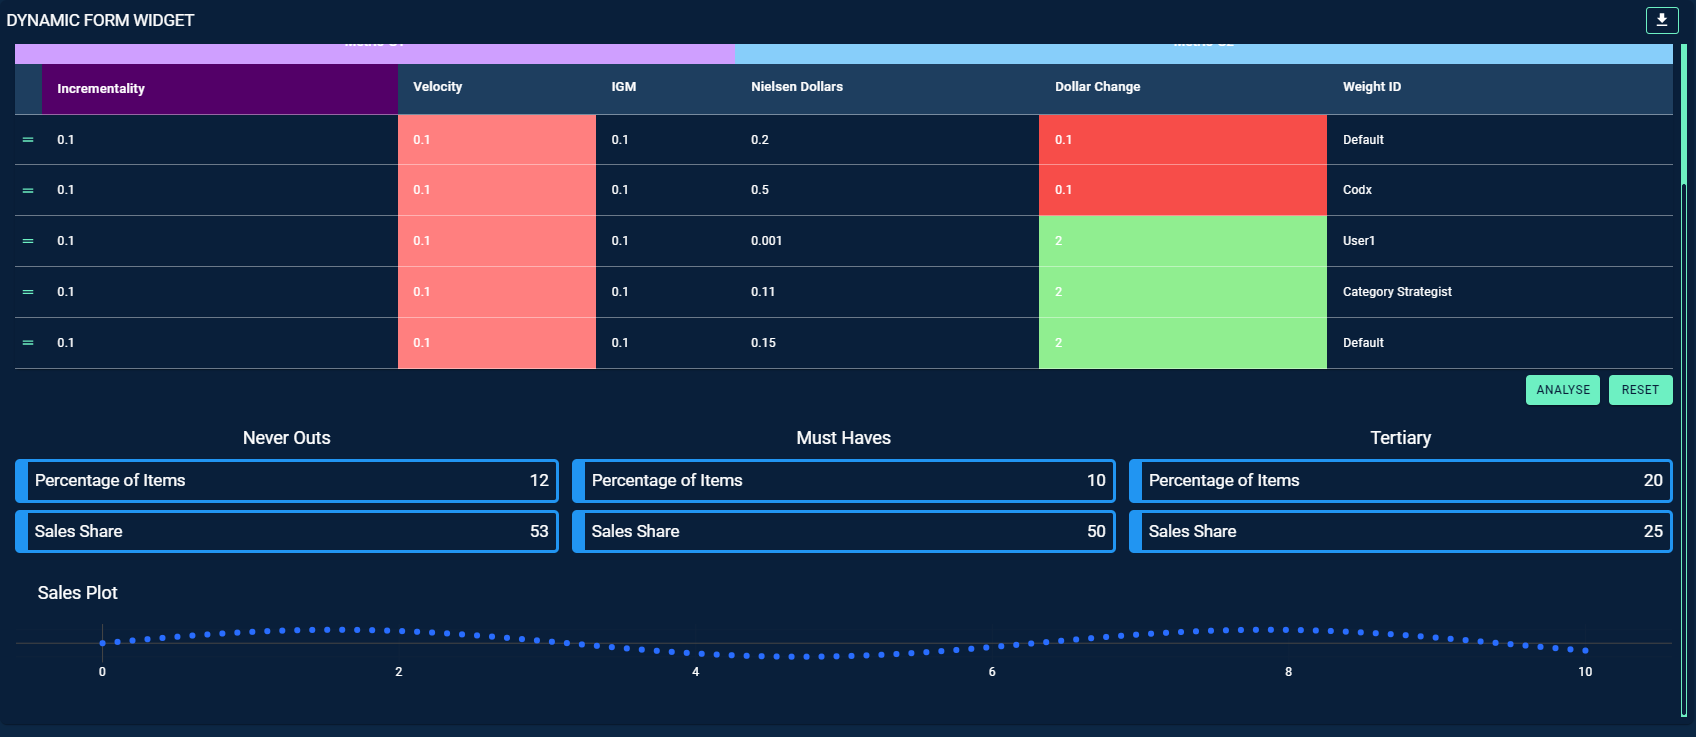 DYNAMIC FORM WIDGET
Incrementality Velocity IGM Nielsen Dollars Dollar Change Weight ID
0.1 0.1 0.1 0.2 0.1 Default
0.1 0.1 0.1 0.5 0.1 Codx
0.1 0.1 0.1 0.001 2 User1
0.1 0.1 0.1 0.11 2 Category Strategist
0.1 0.1 0.1 0.15 2 Default
ANALYSE RESET
Never Outs Must Haves Tertiary
Percentage of Items 12 Percentage of Items 10 Percentage of Items 20
Sales Share 53 Sales Share 50 Sales Share 25
Sales Plot
0 2 4 6 8 10